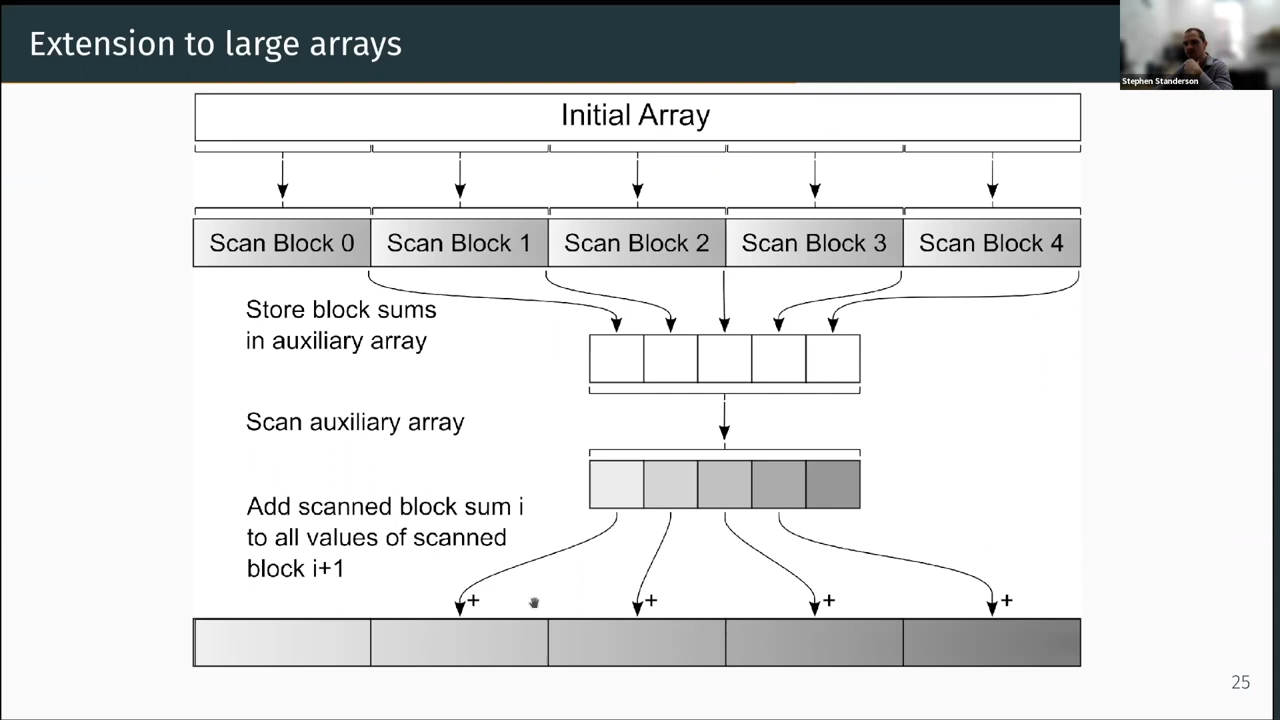 Extension to large arrays
Stephen Standerson
Initial Array
Scan Block 0
Scan Block 1
Scan Block 2
Scan Block 3
Scan Block 4
Store block sums
in auxiliary array
Scan auxiliary array
Add scanned block sum i
to all values of scanned
block i+1
+
+
+
+
25